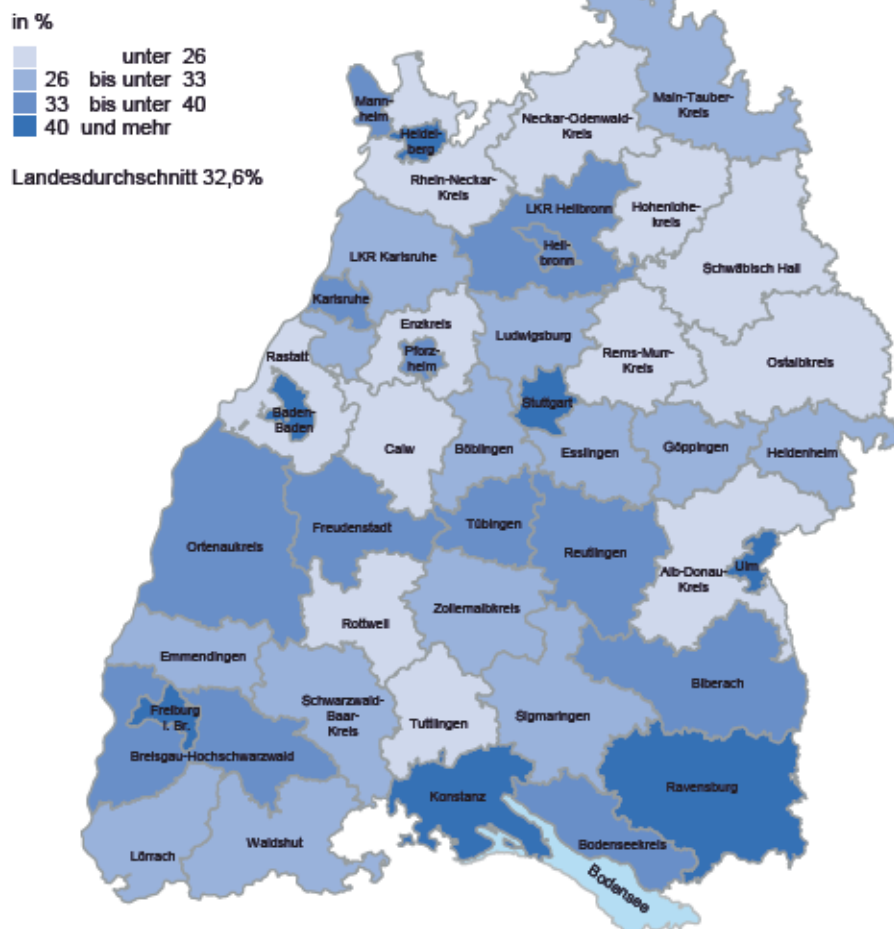 in %
unter 26
26 bis unter 33
33 bis unter 40
40 und mehr
Landesdurchschnitt 32,6%
Mann-
heim
Heidel-
berg
Rhein-Neckar-
Kreis
Neckar-Odenwald-
Kreis
Main-Tauber-
Kreis
LKR Heilbronn
Heil-
bronn
Hohenlohe-
kreis
Schwäbisch Hall
LKR Karlsruhe
Karlsruhe
Enzkreis
Pforz-
heim
Ludwigsburg
Rems-Murr-
Kreis
Ostalbkreis
Rastatt
Baden-
Baden
Calw
Böblingen
Stuttgart
Esslingen
Göppingen
Heidenheim
Ortenaukreis
Freudenstadt
Tübingen
Reutlingen
Alb-Donau-
Kreis
Ulm
Rottweil
Zollernalbkreis
Emmendingen
Schwarzwald-
Baar-
Kreis
Tuttlingen
Sigmaringen
Biberach
Freiburg
i. Br.
Breisgau-Hochschwarzwald
Konstanz
Ravensburg
Lörrach
Waldshut
Bodenseekreis
Bodensee